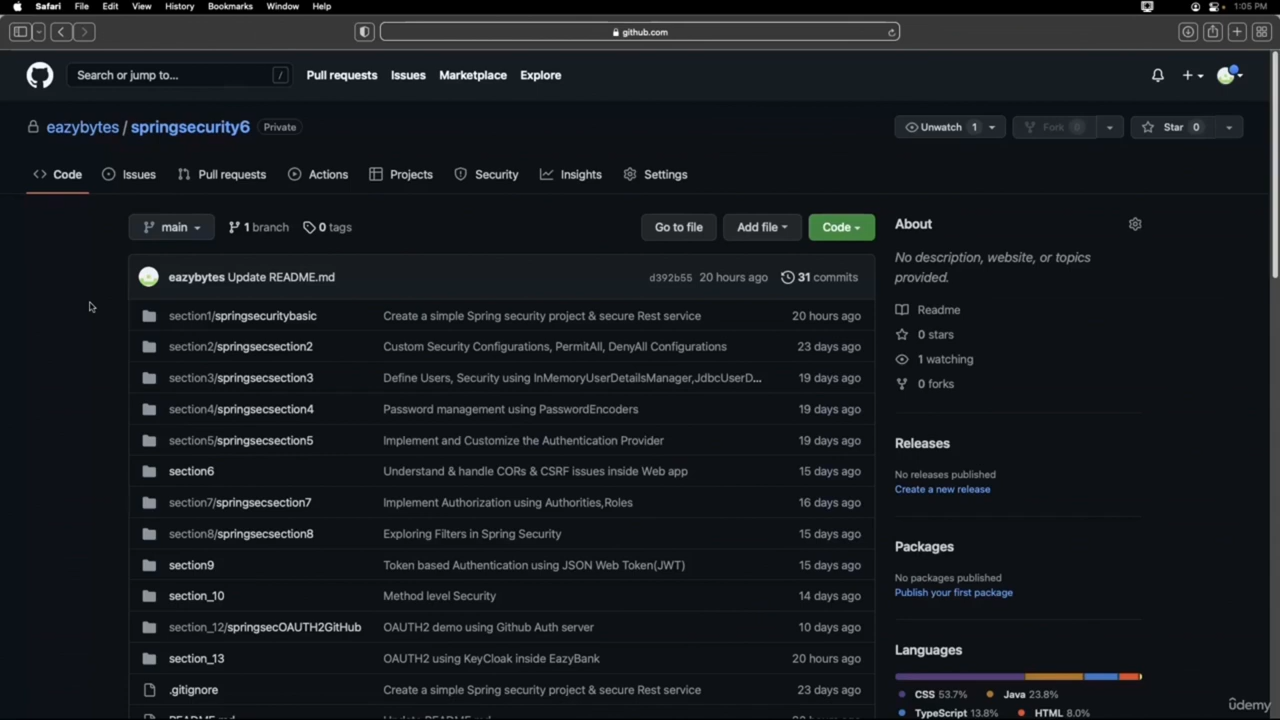 Safari File Edit View History Bookmarks Window Help 1:05 PM
github.com
Search or jump to... / Pull requests Issues Marketplace Explore
eazybytes / springsecurity6 Private Unwatch 1 Fork 0 Star 0
Code Issues Pull requests Actions Projects Security Insights Settings
main 1 branch 0 tags Go to file Add file Code
eazybytes Update README.md d392b55 20 hours ago 31 commits
section1/springsecuritybasic Create a simple Spring security project & secure Rest service 20 hours ago
section2/springsecsection2 Custom Security Configurations, PermitAll, DenyAll Configurations 23 days ago
section3/springsecsection3 Define Users, Security using InMemoryUserDetailsManager,JdbcUserD... 19 days ago
section4/springsecsection4 Password management using PasswordEncoders 19 days ago
section5/springsecsection5 Implement and Customize the Authentication Provider 19 days ago
section6 Understand & handle CORs & CSRF issues inside Web app 15 days ago
section7/springsecsection7 Implement Authorization using Authorities,Roles 16 days ago
section8/springsecsection8 Exploring Filters in Spring Security 15 days ago
section9 Token based Authentication using JSON Web Token(JWT) 15 days ago
section_10 Method level Security 14 days ago
section_12/springsecOAUTH2GitHub OAUTH2 demo using Github Auth server 10 days ago
section_13 OAUTH2 using KeyCloak inside EazyBank 20 hours ago
.gitignore Create a simple Spring security project & secure Rest service 23 days ago
About
No description, website, or topics
provided.
Readme
0 stars
1 watching
0 forks
Releases
No releases published
Create a new release
Packages
No packages published
Publish your first package
Languages
CSS 53.7% Java 23.8%
TypeScript 13.8% HTML 8.0%
udemy